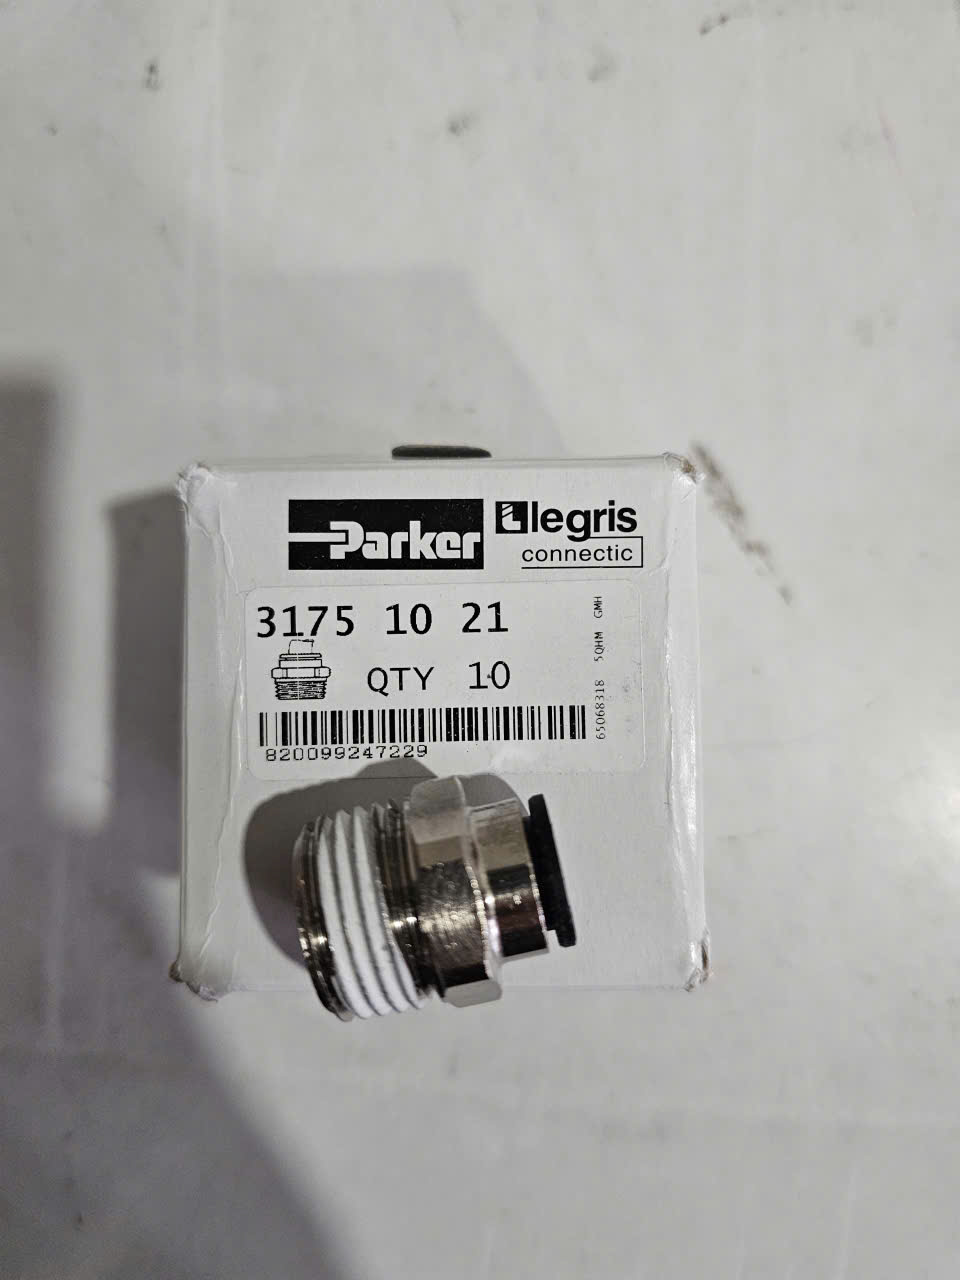 Parker legris
connectic
3175 10 21
QTY 10
820099247229
65068318 5QHM GMH